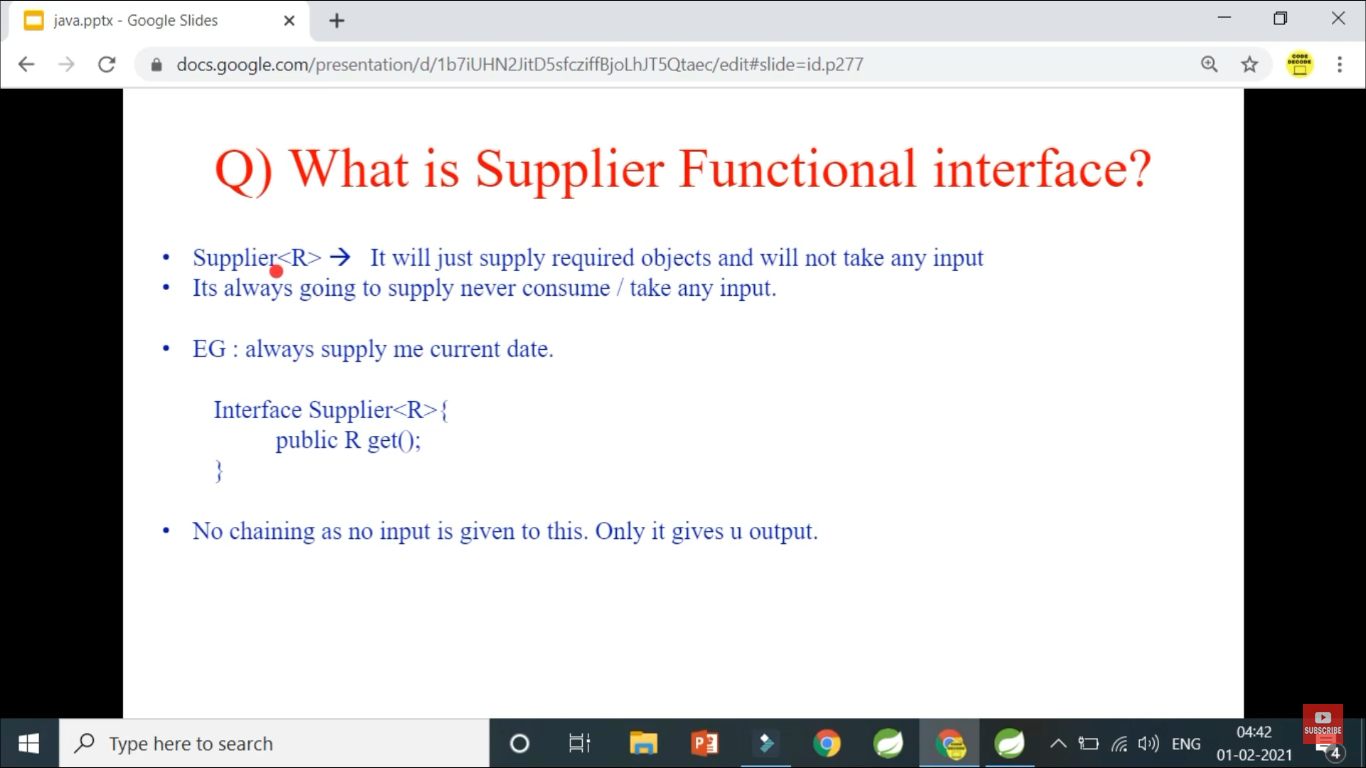 java.pptx - Google Slides
docs.google.com/presentation/d/1b7iUHN2JitD5sfcziffBjoLhJT5Qtaec/edit#slide=id.p277
CODE
DECODE
Q) What is Supplier Functional interface?
• Supplier<R> → It will just supply required objects and will not take any input
• Its always going to supply never consume / take any input.
• EG : always supply me current date.
Interface Supplier<R>{
public R get();
}
• No chaining as no input is given to this. Only it gives u output.
SUBSCRIBE
Type here to search
ENG
04:42
01-02-2021
4